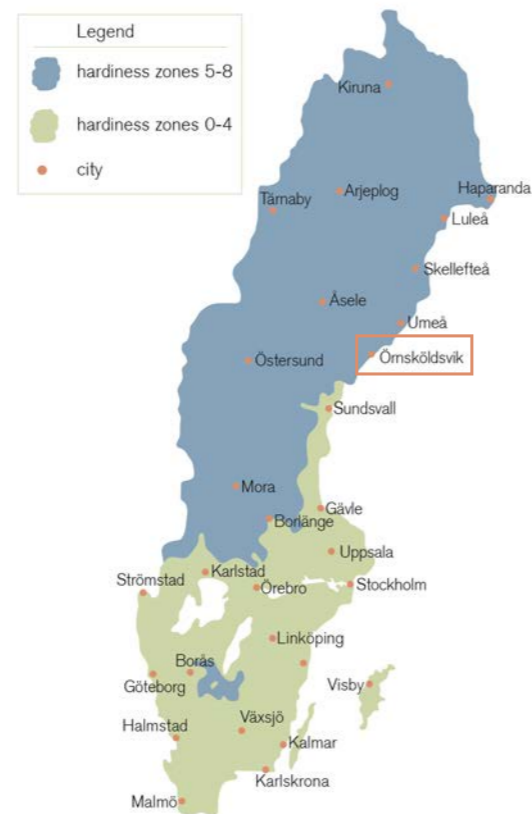 Legend
hardiness zones 5-8
hardiness zones 0-4
city
Kiruna
Arjeplog
Haparanda
Tärnaby
Luleå
Skellefteå
Åsele
Umeå
Örnsköldsvik
Östersund
Sundsvall
Mora
Gävle
Borlänge
Uppsala
Karlstad
Strömstad
Örebro
Stockholm
Linköping
Borås
Göteborg
Visby
Växsjö
Halmstad
Kalmar
Karlskrona
Malmö